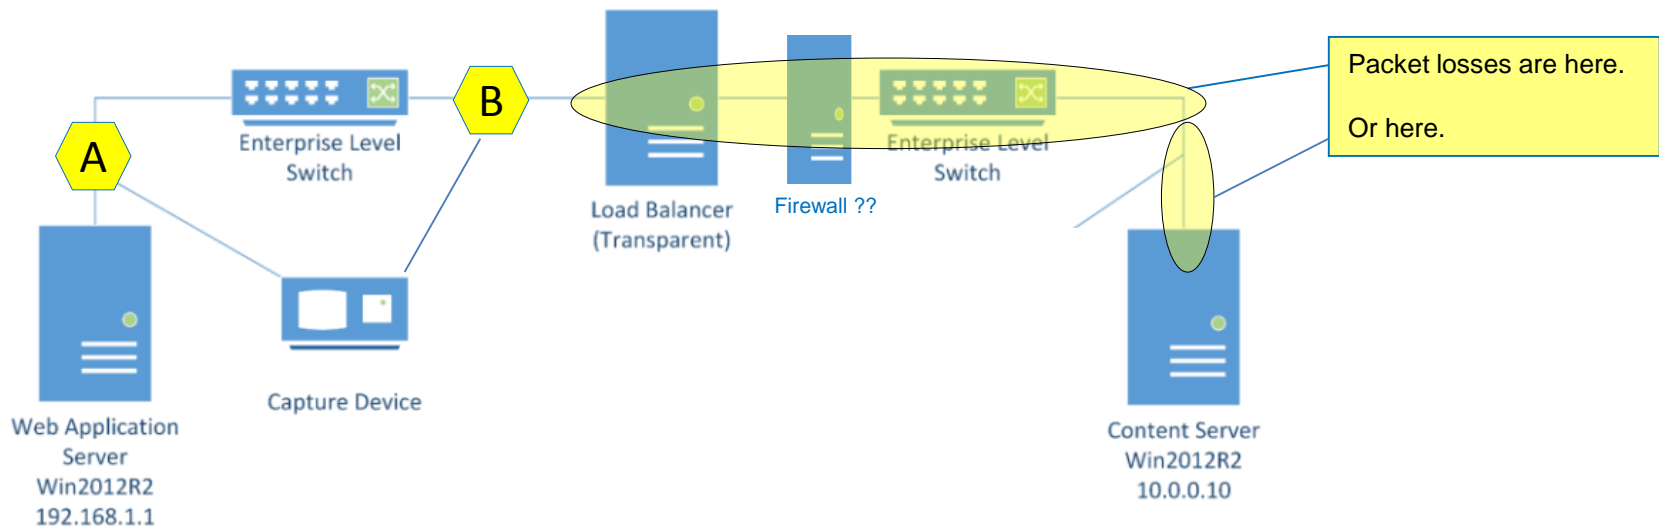 A
B
Enterprise Level
Switch
Load Balancer
(Transparent)
Firewall ??
Enterprise Level
Switch
Packet losses are here.
Or here.
Capture Device
Web Application
Server
Win2012R2
192.168.1.1
Content Server
Win2012R2
10.0.0.10